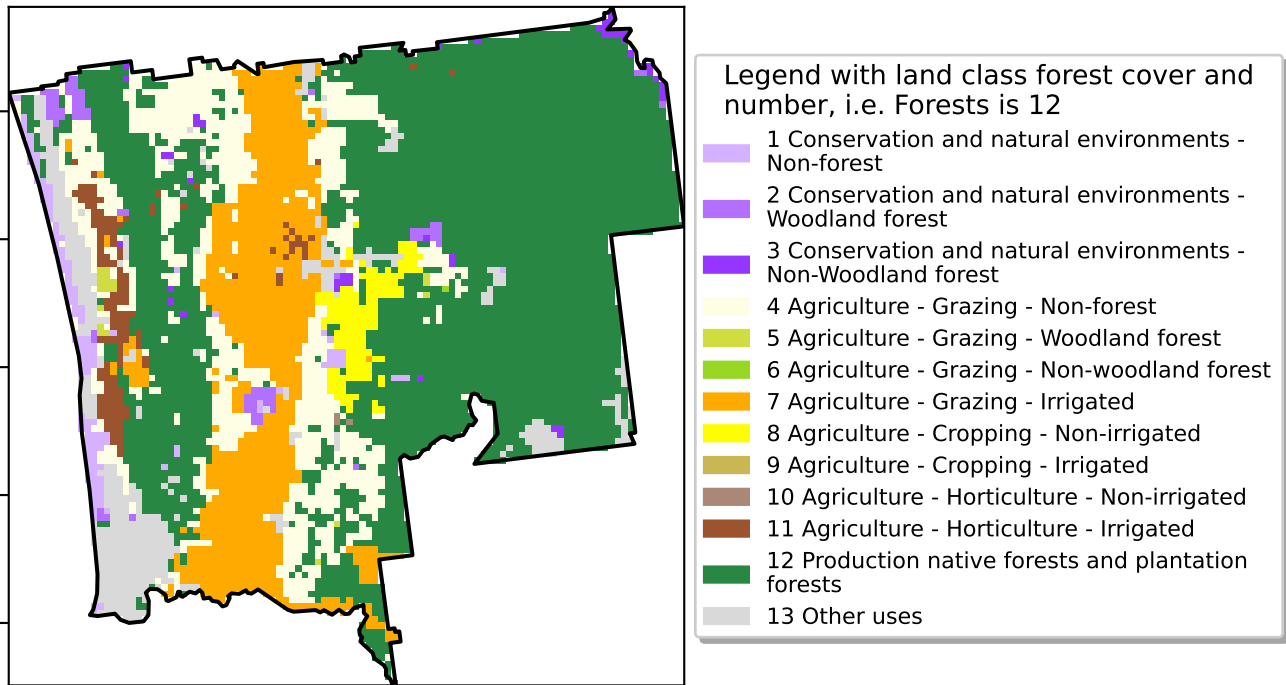 Legend with land class forest cover and
number, i.e. Forests is 12
1 Conservation and natural environments -
Non-forest
2 Conservation and natural environments -
Woodland forest
3 Conservation and natural environments -
Non-Woodland forest
4 Agriculture - Grazing - Non-forest
5 Agriculture - Grazing - Woodland forest
6 Agriculture - Grazing - Non-woodland forest
7 Agriculture - Grazing - Irrigated
8 Agriculture - Cropping - Non-irrigated
9 Agriculture - Cropping - Irrigated
10 Agriculture - Horticulture - Non-irrigated
11 Agriculture - Horticulture - Irrigated
12 Production native forests and plantation
forests
13 Other uses